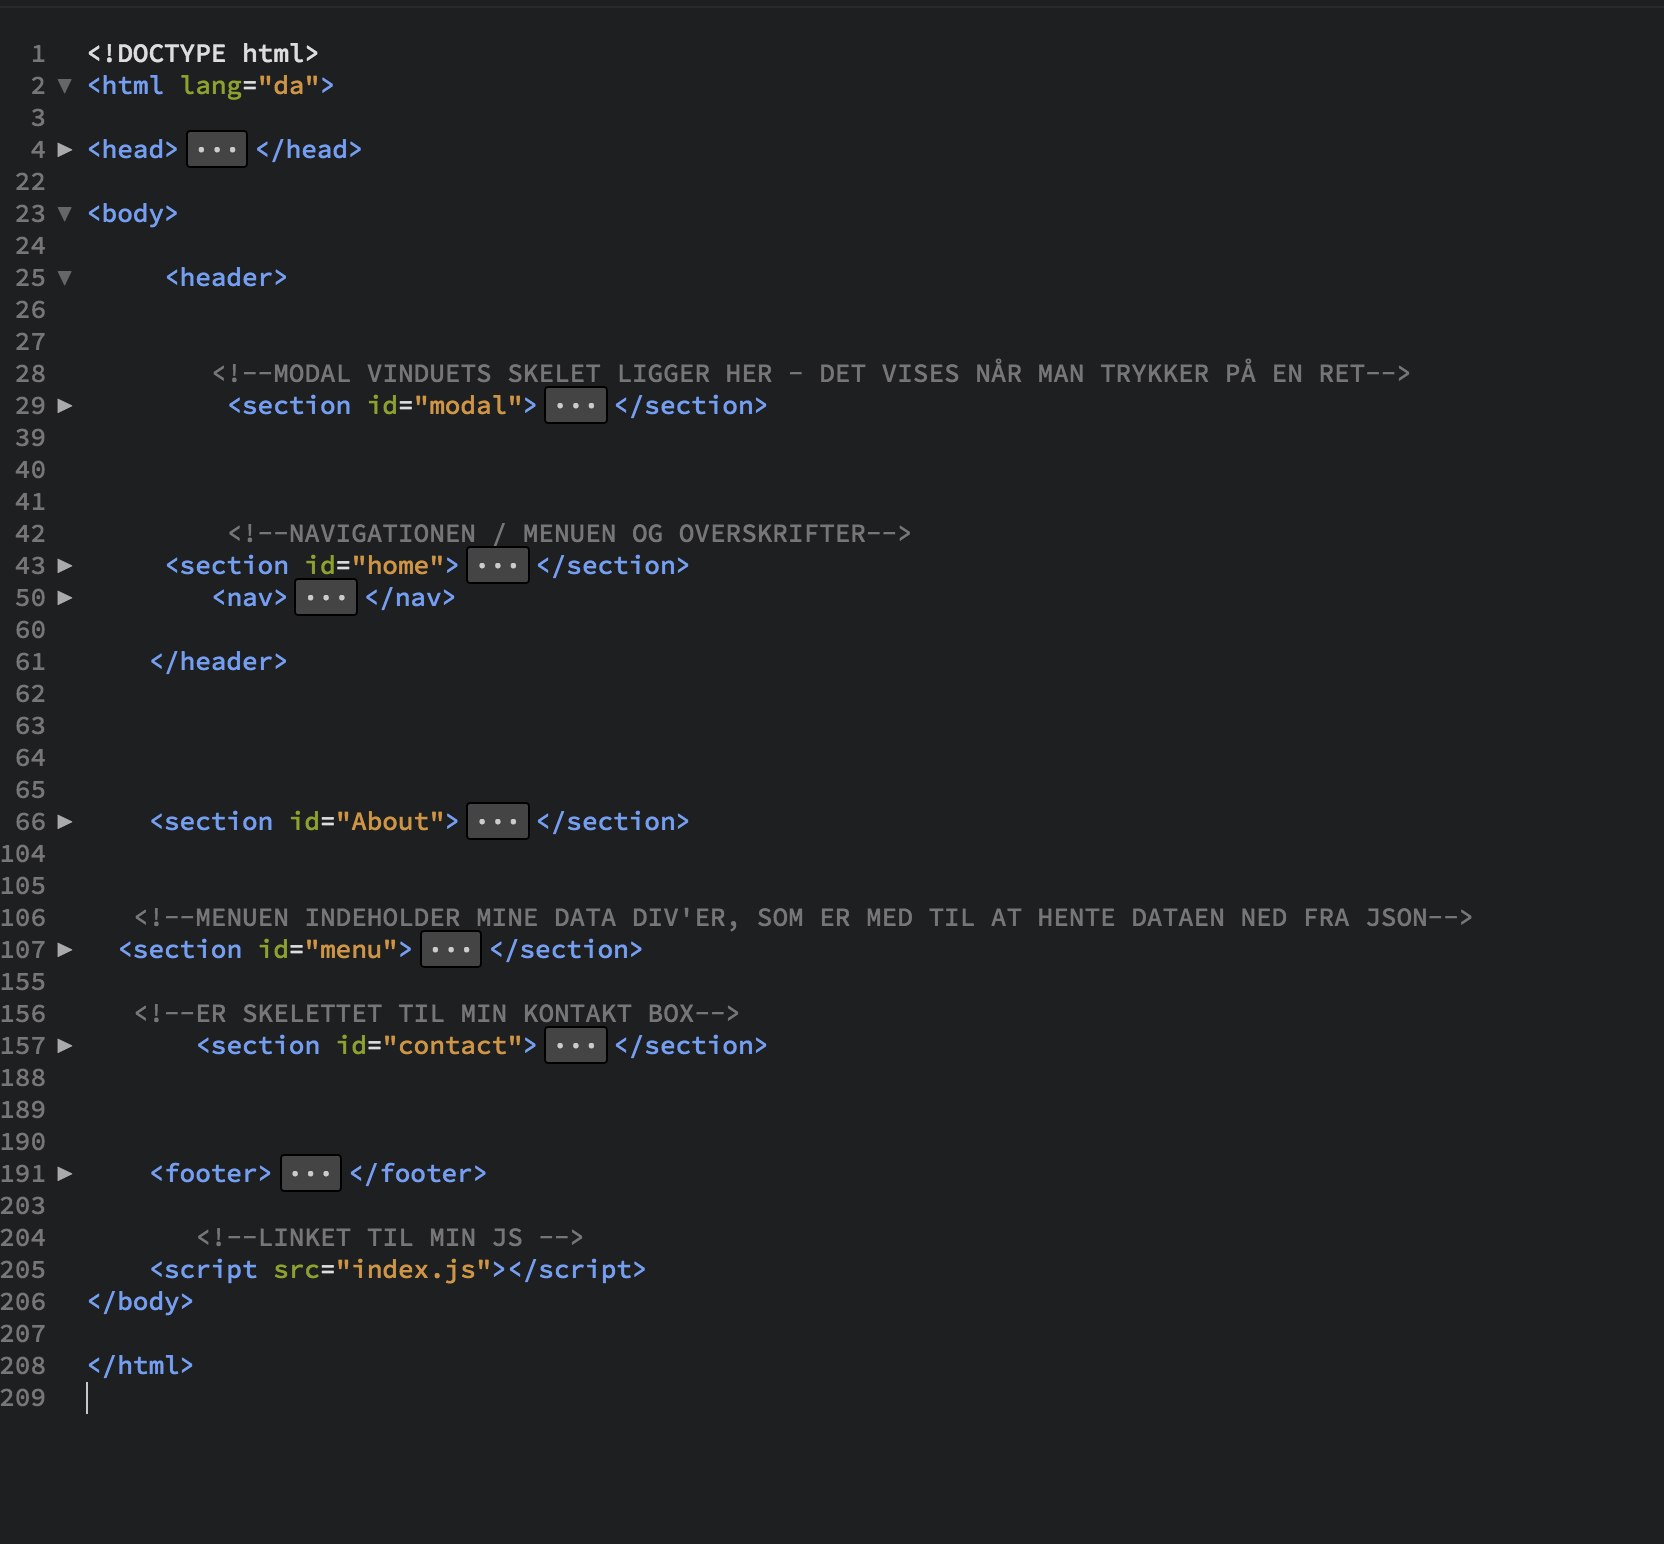 1 <!DOCTYPE html>
2 ▼ <html lang="da">
3
4 ▶ <head> ••• </head>
22
23 ▼ <body>
24
25 ▼ <header>
26
27
28 <!--MODAL VINDUETS SKELET LIGGER HER - DET VISES NÅR MAN TRYKKER PÅ EN RET-->
29 ▶ <section id="modal"> ••• </section>
39
40
41
42 <!--NAVIGATIONEN / MENUEN OG OVERSKRIFTER-->
43 ▶ <section id="home"> ••• </section>
50 ▶ <nav> ••• </nav>
60
61 </header>
62
63
64
65
66 ▶ <section id="About"> ••• </section>
104
105
106 <!--MENUEN INDEHOLDER MINE DATA DIV'ER, SOM ER MED TIL AT HENTE DATAEN NED FRA JSON-->
107 ▶ <section id="menu"> ••• </section>
155
156 <!--ER SKELETTET TIL MIN KONTAKT BOX-->
157 ▶ <section id="contact"> ••• </section>
188
189
190
191 ▶ <footer> ••• </footer>
203
204 <!--LINKET TIL MIN JS -->
205 <script src="index.js"></script>
206 </body>
207
208 </html>
209